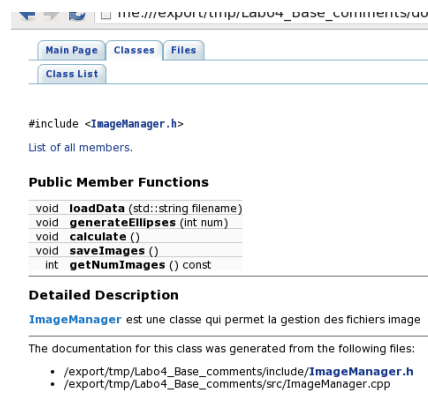 me:///export/tmp/Labo4_Base_comments/do
Main Page Classes Files
Class List
#include <ImageManager.h>
List of all members.
Public Member Functions
void loadData (std::string filename)
void generateEllipses (int num)
void calculate ()
void saveImages ()
int getNumImages () const
Detailed Description
ImageManager est une classe qui permet la gestion des fichiers image
The documentation for this class was generated from the following files:
• /export/tmp/Labo4_Base_comments/include/ImageManager.h
• /export/tmp/Labo4_Base_comments/src/ImageManager.cpp